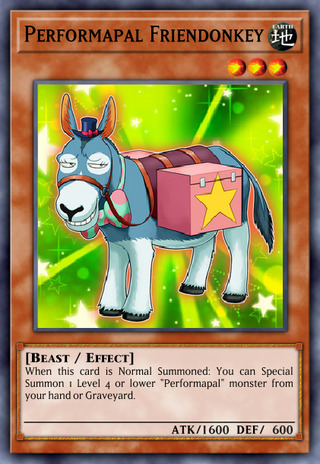 Performapal Friendonkey
EARTH
地
[Beast / Effect]
When this card is Normal Summoned: You can Special
Summon 1 Level 4 or lower "Performapal" monster from
your hand or Graveyard.
ATK/1600 DEF/ 600